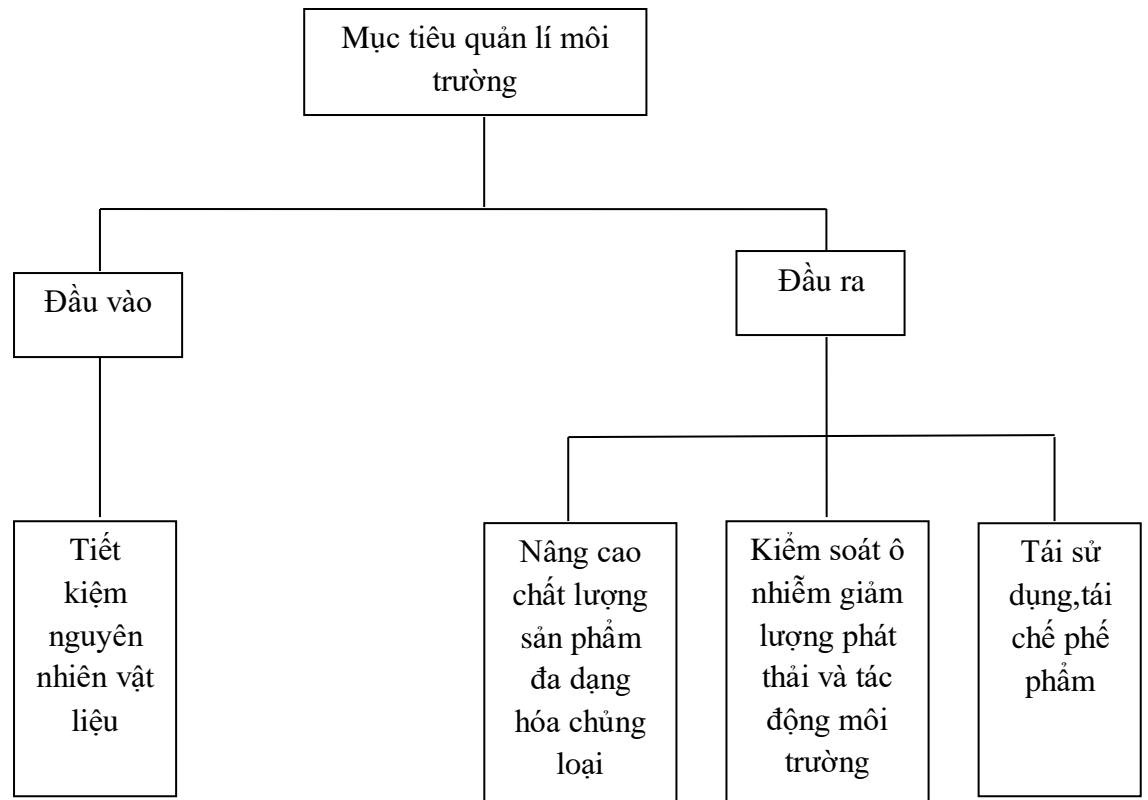 Mục tiêu quản lí môi
trường
Đầu vào
Đầu ra
Tiết
kiệm
nguyên
nhiên vật
liệu
Nâng cao
chất lượng
sản phẩm
đa dạng
hóa chủng
loại
Kiểm soát ô
nhiễm giảm
lượng phát
thải và tác
động môi
trường
Tái sử
dụng,tái
chế phế
phẩm